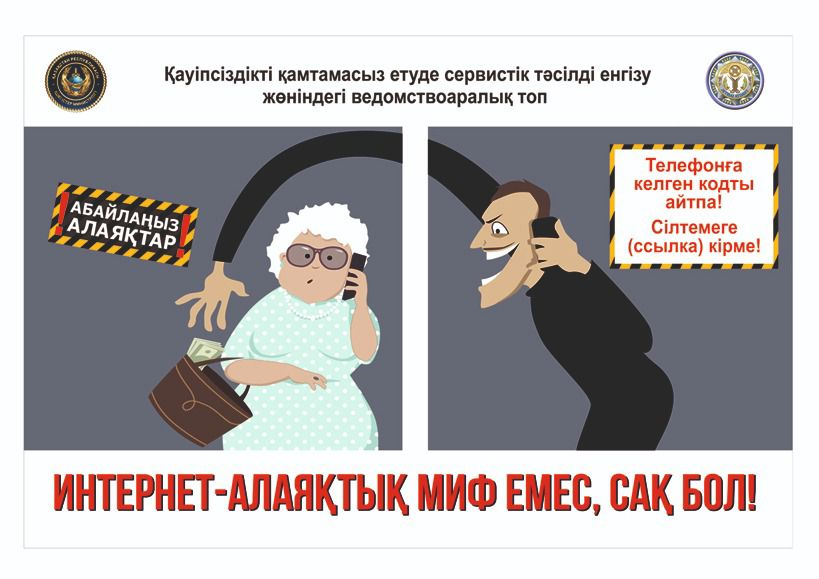 Қауіпсіздікті қамтамасыз етуде сервистік тәсілді енгізу
жөніндегі ведомствоаралық топ
АБАЙЛАҢЫЗ
АЛАЯҚТАР
!
!
Телефонға
келген кодты
айтпа!
Сілтемеге
(ссылка) кірме!
ИНТЕРНЕТ-АЛАЯҚТЫҚ МИФ ЕМЕС, САҚ БОЛ!